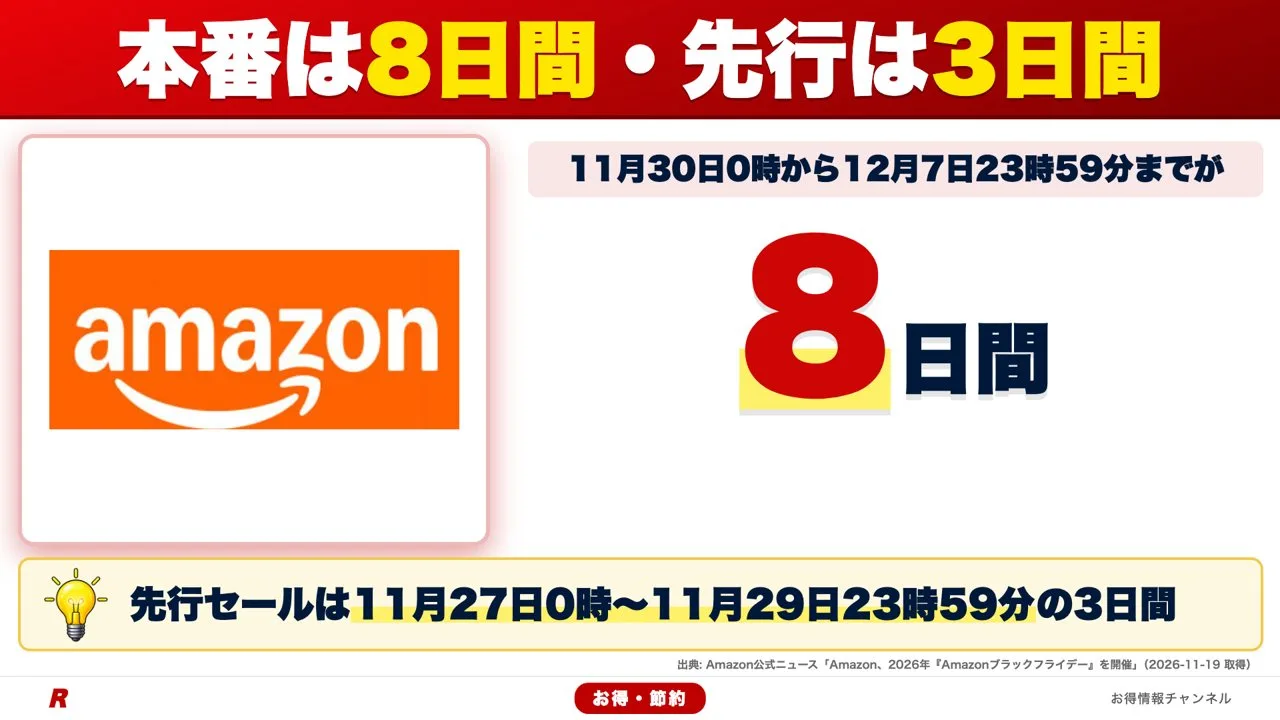 本番は8日間・先行は3日間
11月30日0時から12月7日23時59分までが
amazon
8日間
先行セールは11月27日0時〜11月29日23時59分の3日間
出典: Amazon公式ニュース「Amazon、2026年『Amazonブラックフライデー』を開催」（2026-11-19 取得）
R
お得・節約
お得情報チャンネル